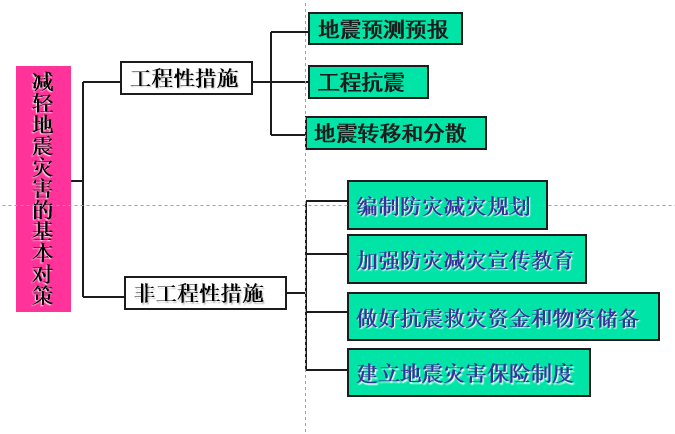 减轻地震灾害的基本对策
工程性措施
地震预测预报
工程抗震
地震转移和分散
非工程性措施
编制防灾减灾规划
加强防灾减灾宣传教育
做好抗震救灾资金和物资储备
建立地震灾害保险制度